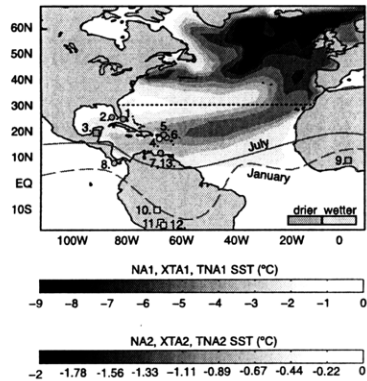 60N
50N
40N
30N
20N
10N
EQ
10S
2.
3.
5.
6.
4.
7,13.
8.
9.
10.
11.
12.
July
January
drier wetter
100W 80W 60W 40W 20W 0
NA1, XTA1, TNA1 SST (°C)
-9 -8 -7 -6 -5 -4 -3 -2 -1 0
NA2, XTA2, TNA2 SST (°C)
-2 -1.78 -1.56 -1.33 -1.11 -0.89 -0.67 -0.44 -0.22 0